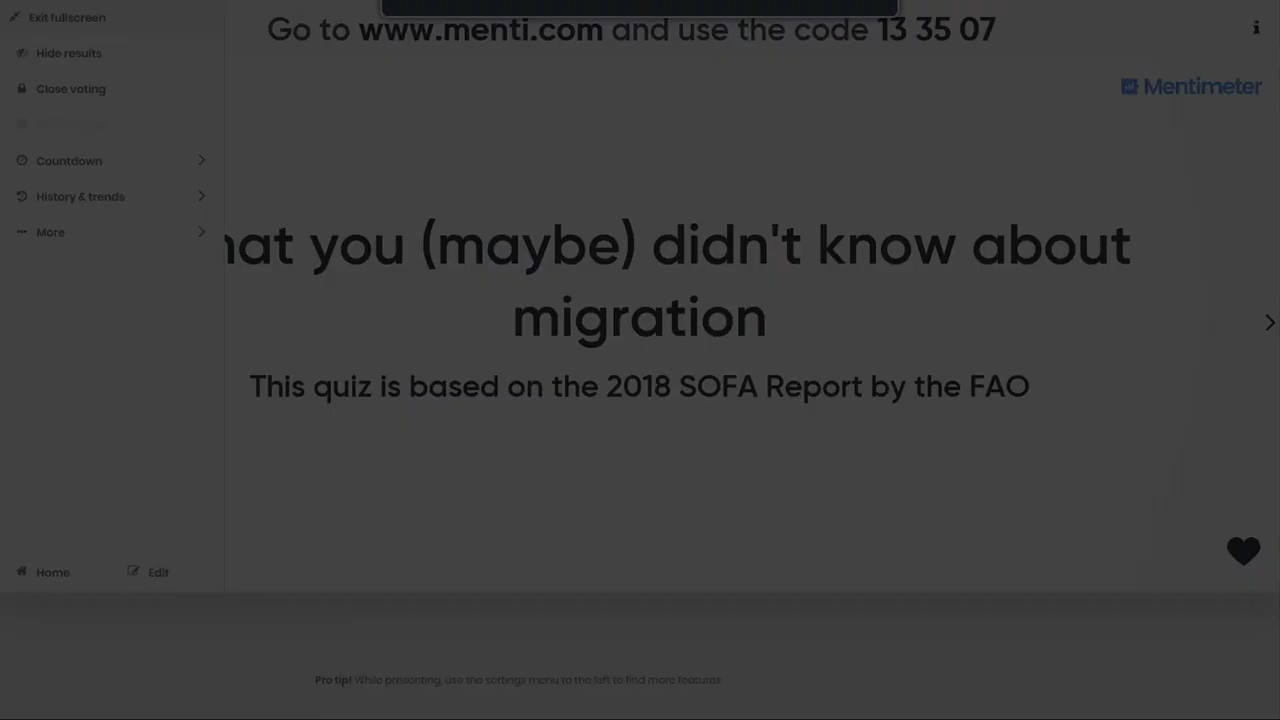 Exit fullscreen
Go to www.menti.com and use the code 13 35 07
Hide results
Mentimeter
Close voting
Countdown
History & trends
More
hat you (maybe) didn't know about
migration
This quiz is based on the 2018 SOFA Report by the FAO
Home
Edit
Pro tip! While presenting, use the settings menu to the left to find more features